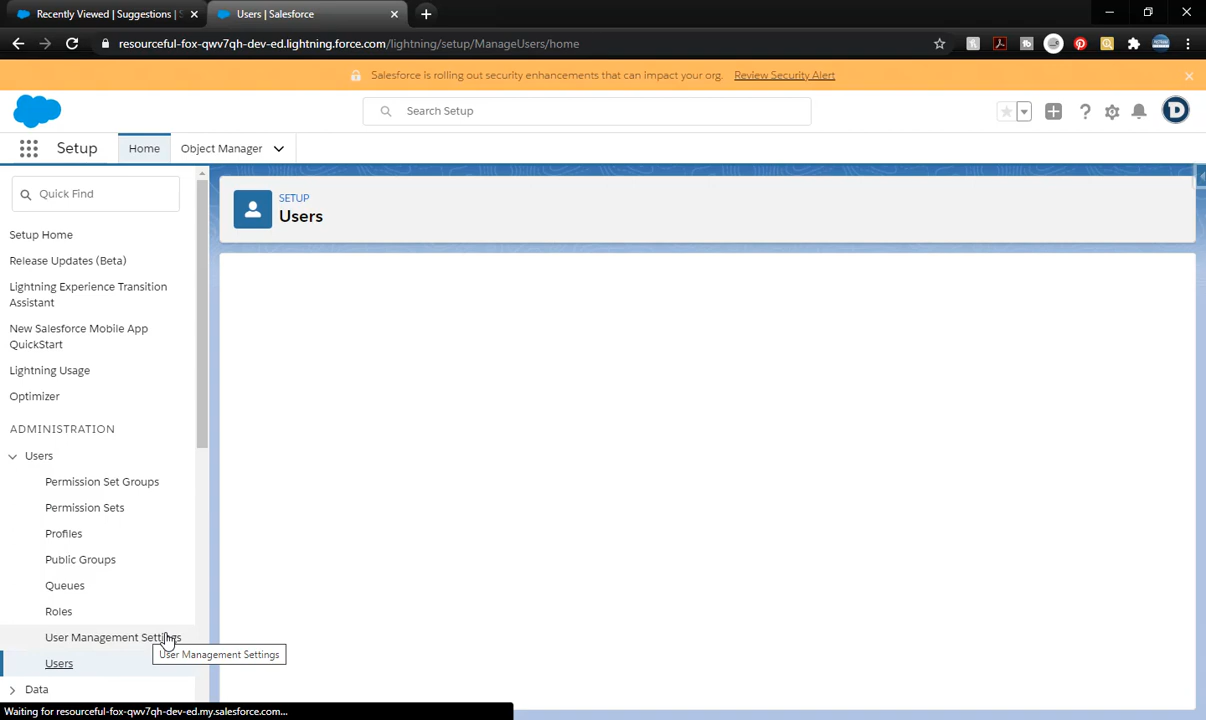 Recently Viewed | Suggestions | S
Users | Salesforce
resourceful-fox-qwv7qh-dev-ed.lightning.force.com/lightning/setup/ManageUsers/home
Salesforce is rolling out security enhancements that can impact your org. Review Security Alert
Search Setup
D
Setup
Home
Object Manager
Quick Find
Setup Home
Release Updates (Beta)
Lightning Experience Transition
Assistant
New Salesforce Mobile App
QuickStart
Lightning Usage
Optimizer
ADMINISTRATION
Users
Permission Set Groups
Permission Sets
Profiles
Public Groups
Queues
Roles
User Management Settings
User Management Settings
Users
Data
SETUP
Users
Waiting for resourceful-fox-qwv7qh-dev-ed.my.salesforce.com...